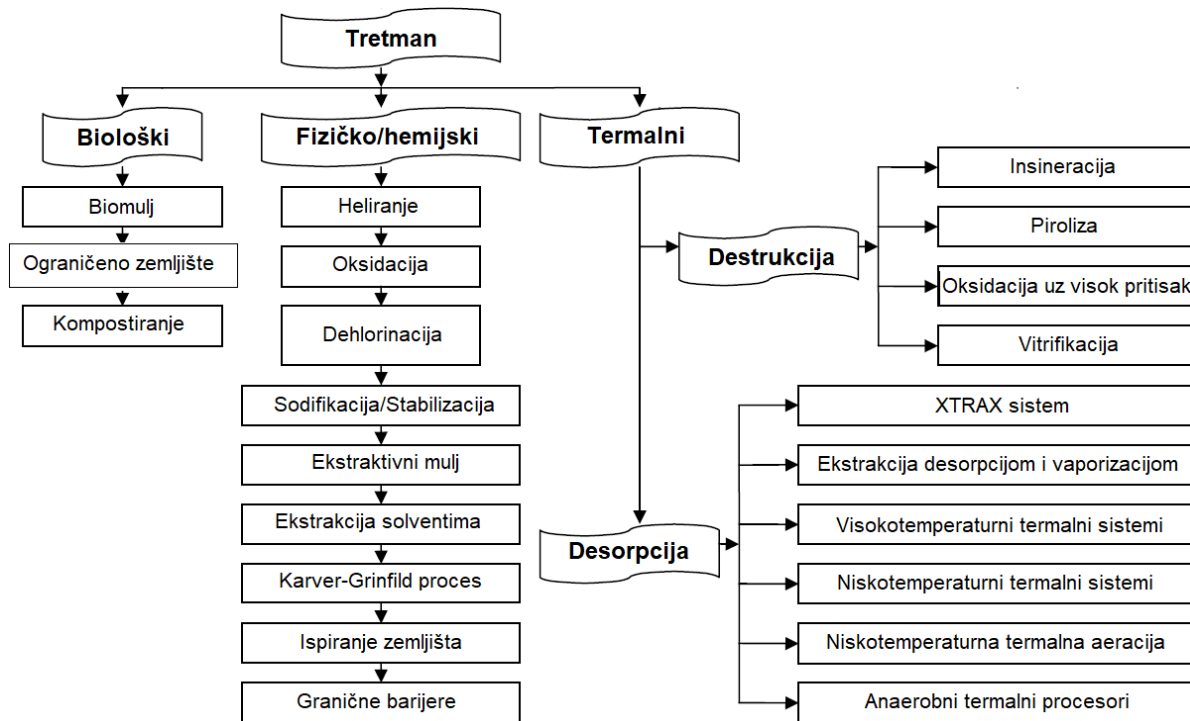 Tretman
Biološki
Fizičko/hemijski
Termalni
Biomulj
Ograničeno zemljište
Kompostiranje
Heliranje
Oksidacija
Dehlorinacija
Sodifikacija/Stabilizacija
Ekstraktivni mulj
Ekstrakcija solventima
Karver-Grinfild proces
Ispiranje zemljišta
Granične barijere
Destrukcija
Insineracija
Piroliza
Oksidacija uz visok pritisak
Vitrifikacija
Desorpcija
XTRAX sistem
Ekstrakcija desorpcijom i vaporizacijom
Visokotemperaturni termalni sistemi
Niskotemperaturni termalni sistemi
Niskotemperaturna termalna aeracija
Anaerobni termalni procesori